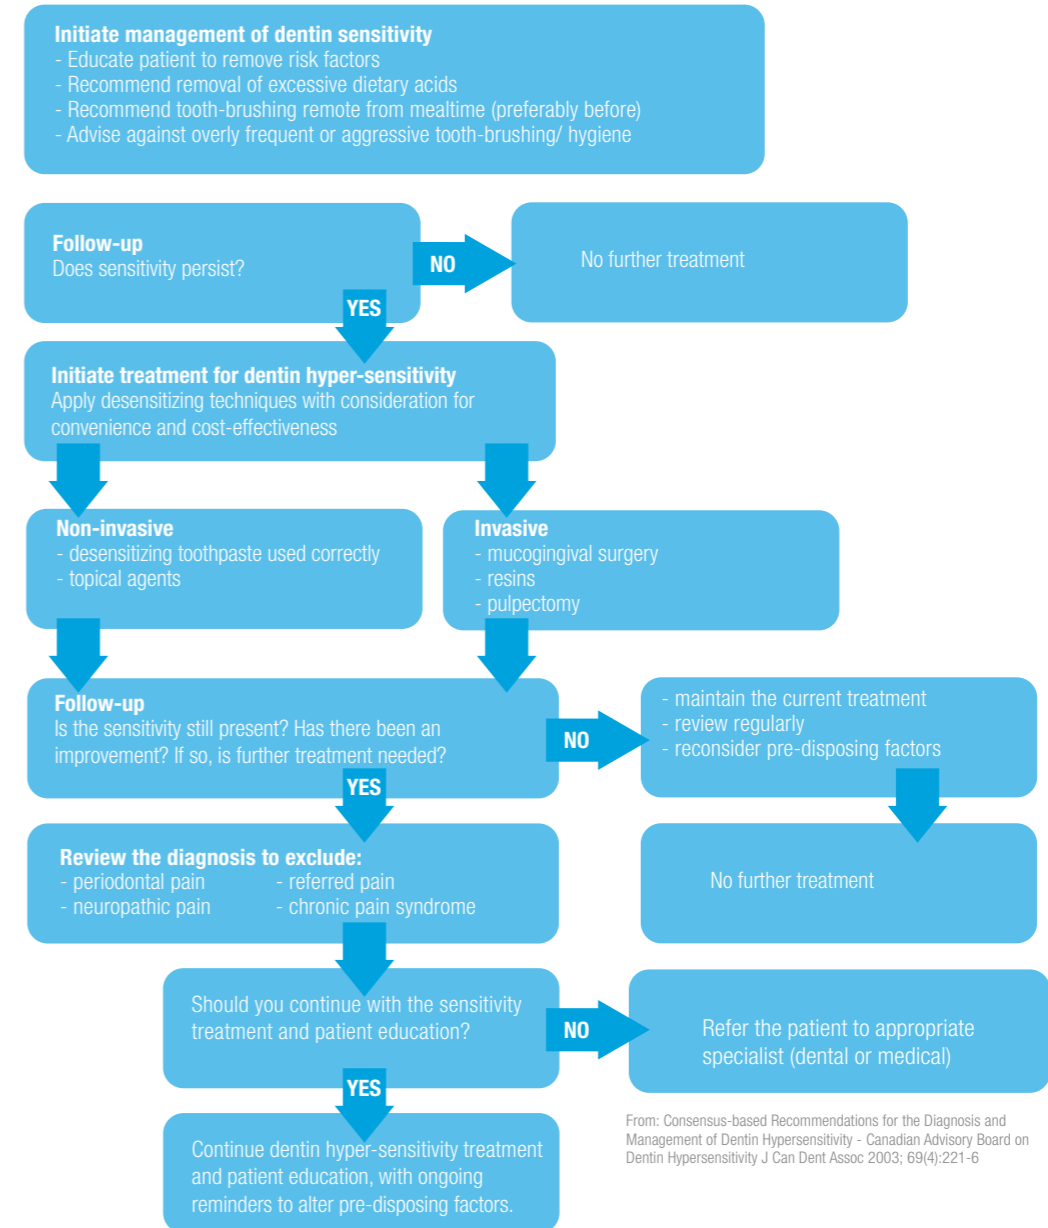 Initiate management of dentin sensitivity
- Educate patient to remove risk factors
- Recommend removal of excessive dietary acids
- Recommend tooth-brushing remote from mealtime (preferably before)
- Advise against overly frequent or aggressive tooth-brushing/ hygiene
Follow-up
Does sensitivity persist?
NO
No further treatment
YES
Initiate treatment for dentin hyper-sensitivity
Apply desensitizing techniques with consideration for
convenience and cost-effectiveness
Non-invasive
- desensitizing toothpaste used correctly
- topical agents
Invasive
- mucogingival surgery
- resins
- pulpectomy
Follow-up
Is the sensitivity still present? Has there been an
improvement? If so, is further treatment needed?
NO
- maintain the current treatment
- review regularly
- reconsider pre-disposing factors
YES
Review the diagnosis to exclude:
- periodontal pain
- neuropathic pain
- referred pain
- chronic pain syndrome
No further treatment
Should you continue with the sensitivity
treatment and patient education?
NO
Refer the patient to appropriate
specialist (dental or medical)
YES
Continue dentin hyper-sensitivity treatment
and patient education, with ongoing
reminders to alter pre-disposing factors.
From: Consensus-based Recommendations for the Diagnosis and
Management of Dentin Hypersensitivity - Canadian Advisory Board on
Dentin Hypersensitivity J Can Dent Assoc 2003; 69(4):221-6